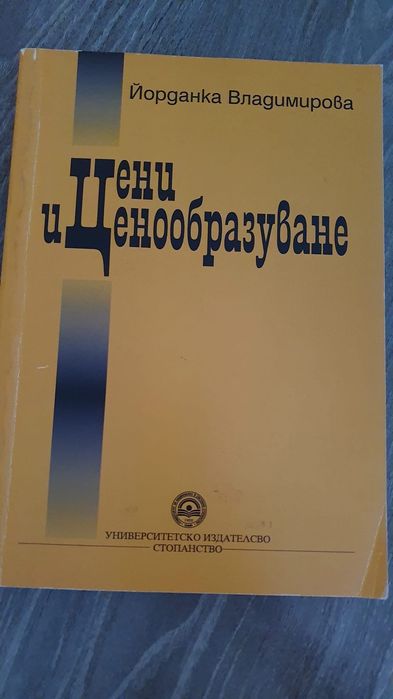 Йорданка Владимирова
Цени
и Ценообразуване
УНИВЕРСИТЕТСКО ИЗДАТЕЛСВО
СТОПАНСТВО